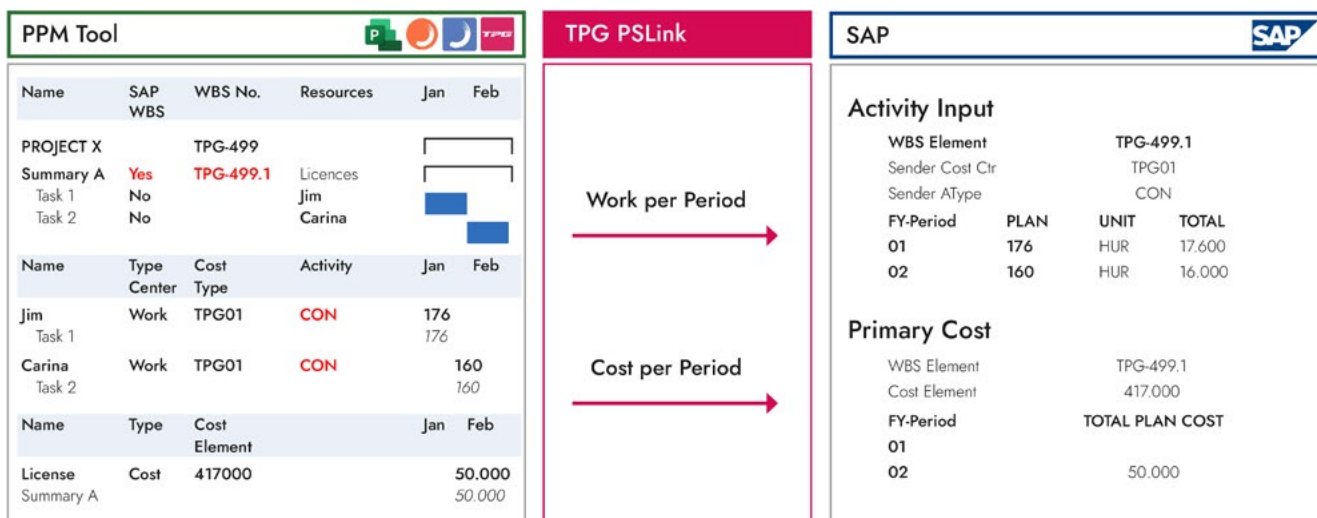 PPM Tool
P
TPG
Name SAP WBS No. Resources Jan Feb
WBS
PROJECT X TPG-499
Summary A Yes TPG-499.1 Licences
Task 1 No Jim
Task 2 No Carina
Name Type Cost Activity Jan Feb
Center Type
Jim Work TPG01 CON 176
Task 1 176
Carina Work TPG01 CON 160
Task 2 160
Name Type Cost Jan Feb
Element
License Cost 417000 50.000
Summary A 50.000
TPG PSLink
Work per Period
Cost per Period
SAP
SAP
Activity Input
WBS Element TPG-499.1
Sender Cost Ctr TPG01
Sender AType CON
FY-Period PLAN UNIT TOTAL
01 176 HUR 17.600
02 160 HUR 16.000
Primary Cost
WBS Element TPG-499.1
Cost Element 417.000
FY-Period TOTAL PLAN COST
01
02 50.000